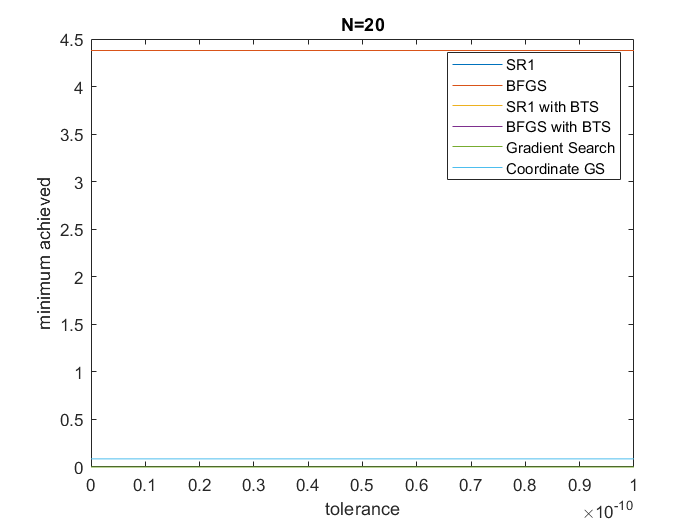 N=20
4.5
4
3.5
3
2.5
2
1.5
1
0.5
0
minimum achieved
SR1
BFGS
SR1 with BTS
BFGS with BTS
Gradient Search
Coordinate GS
0 0.1 0.2 0.3 0.4 0.5 0.6 0.7 0.8 0.9 1
tolerance
×10⁻¹⁰